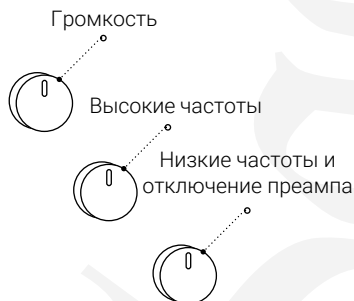 Громкость
Высокие частоты
Низкие частоты и
отключение преампа